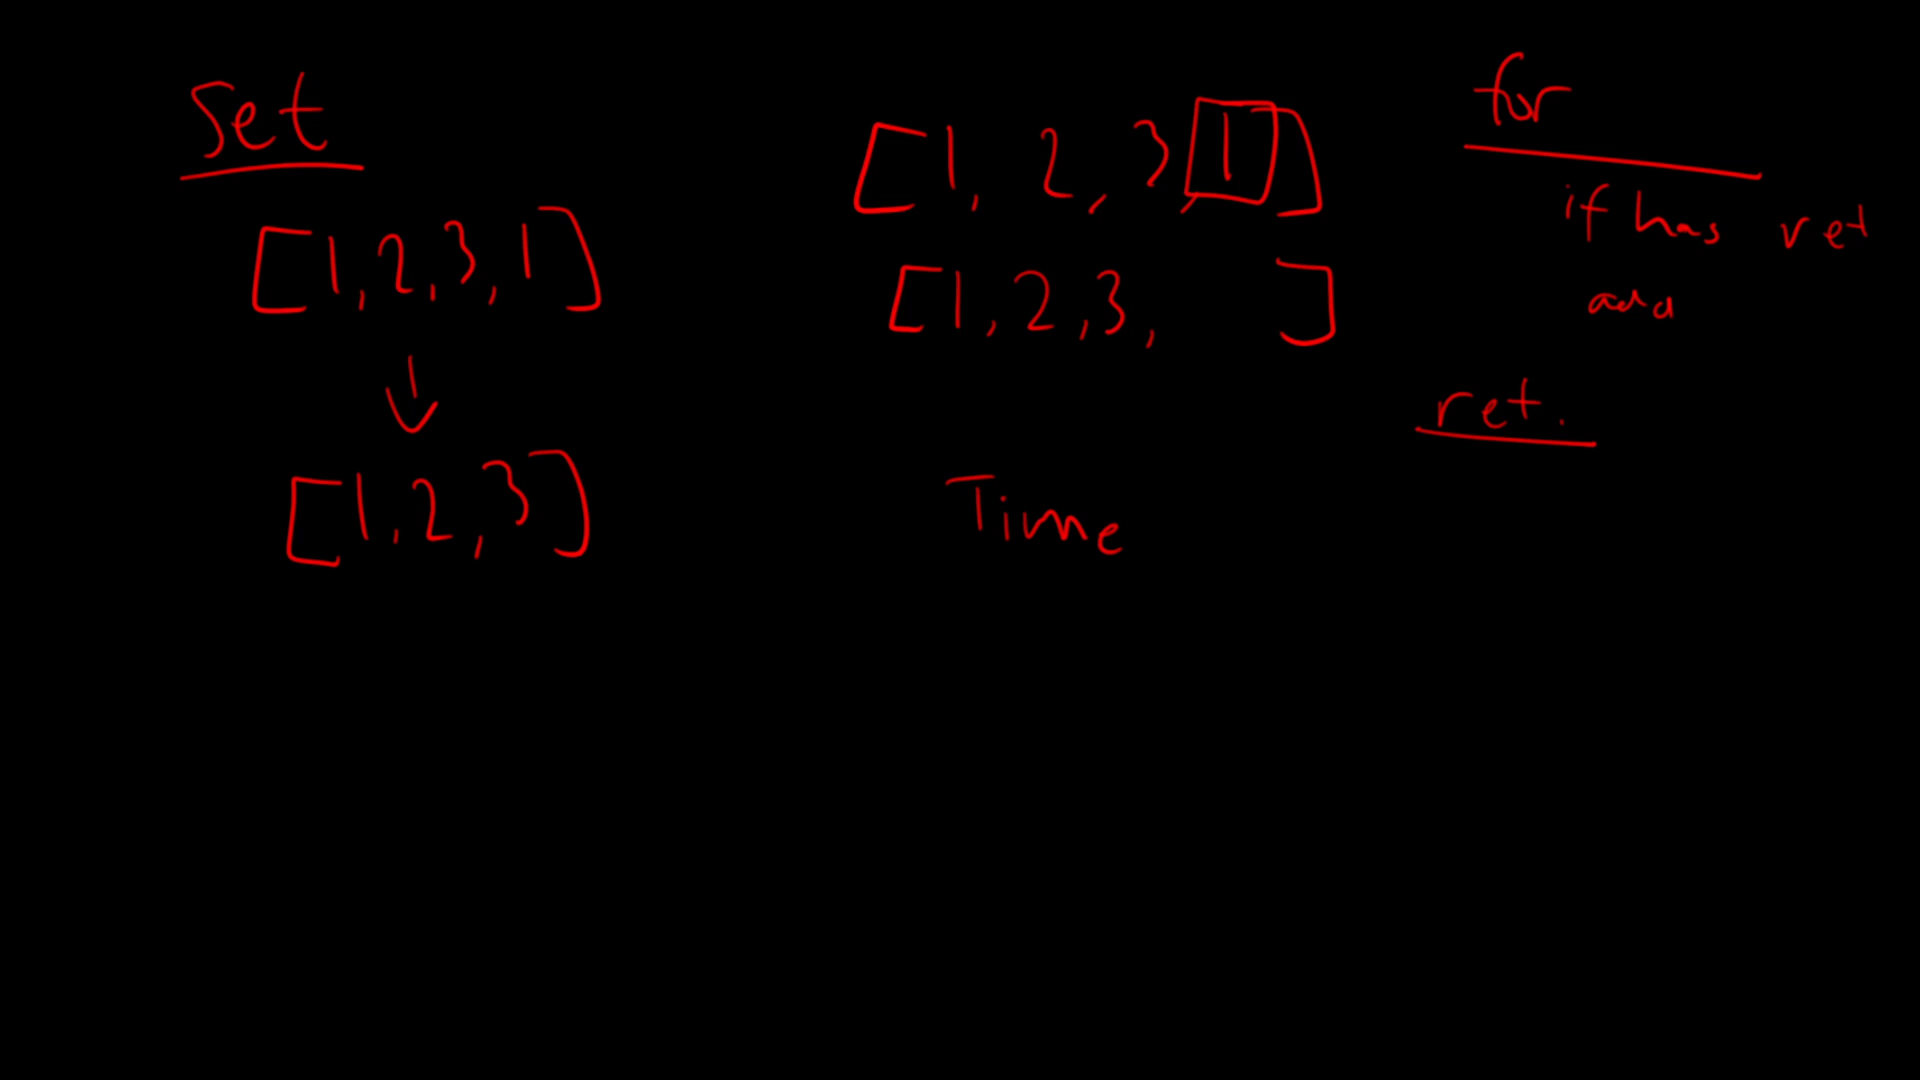 Set
[1,2,3,1]
[1,2,3]
[1, 2, 3, 1]
[1,2,3, ]
Time
for
if has ret
add
ret.